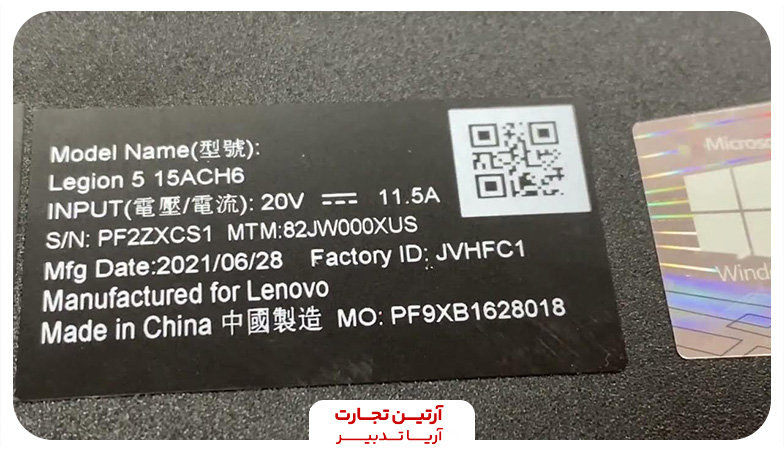 Model Name(型號):
Legion 5 15ACH6
INPUT(電壓/電流): 20V ⎓ 11.5A
S/N: PF2ZXCS1 MTM:82JW000XUS
Mfg Date:2021/06/28 Factory ID: JVHFC1
Manufactured for Lenovo
Made in China 中國製造 MO: PF9XB1628018
Microso
Wind
آرتین تجارت
آریا تدبیر